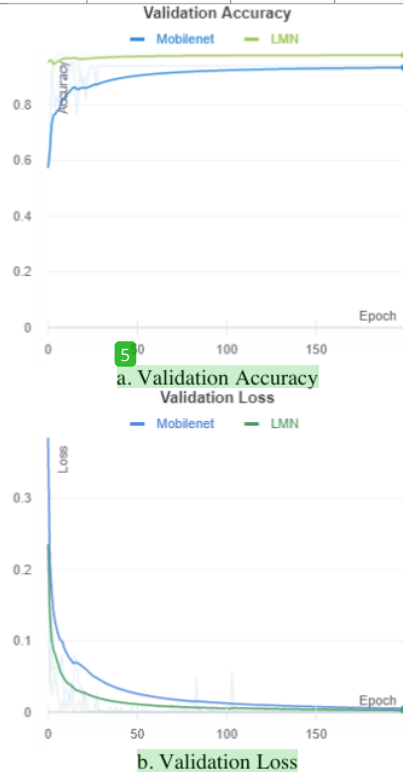 Validation Accuracy
Mobilenet LMN
Accuracy
0.8
0.6
0.4
0.2
0
Epoch
0 50 100 150
5
a. Validation Accuracy
Validation Loss
Mobilenet LMN
Loss
0.3
0.2
0.1
0
Epoch
0 50 100 150
b. Validation Loss